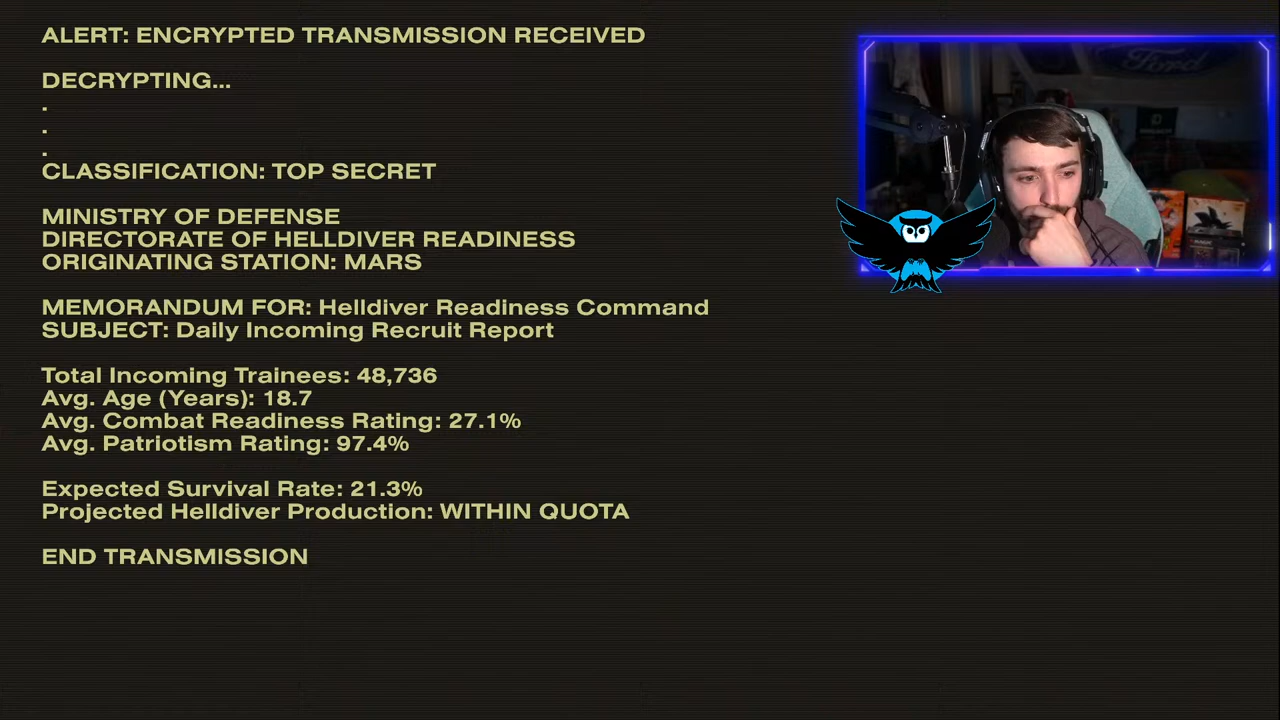 ALERT: ENCRYPTED TRANSMISSION RECEIVED
DECRYPTING...
.
.
.
CLASSIFICATION: TOP SECRET
MINISTRY OF DEFENSE
DIRECTORATE OF HELLDIVER READINESS
ORIGINATING STATION: MARS
MEMORANDUM FOR: Helldiver Readiness Command
SUBJECT: Daily Incoming Recruit Report
Total Incoming Trainees: 48,736
Avg. Age (Years): 18.7
Avg. Combat Readiness Rating: 27.1%
Avg. Patriotism Rating: 97.4%
Expected Survival Rate: 21.3%
Projected Helldiver Production: WITHIN QUOTA
END TRANSMISSION
Ford